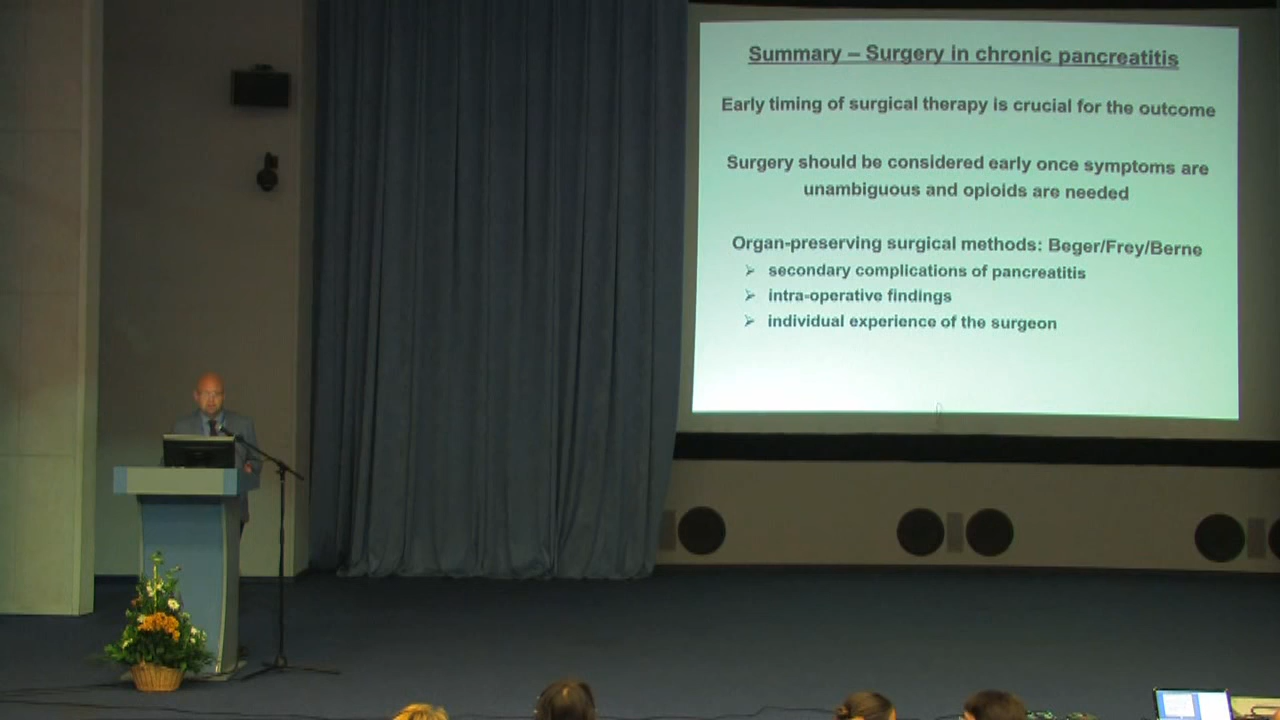 Summary – Surgery in chronic pancreatitis
Early timing of surgical therapy is crucial for the outcome
Surgery should be considered early once symptoms are
unambiguous and opioids are needed
Organ-preserving surgical methods: Beger/Frey/Berne
➢ secondary complications of pancreatitis
➢ intra-operative findings
➢ individual experience of the surgeon